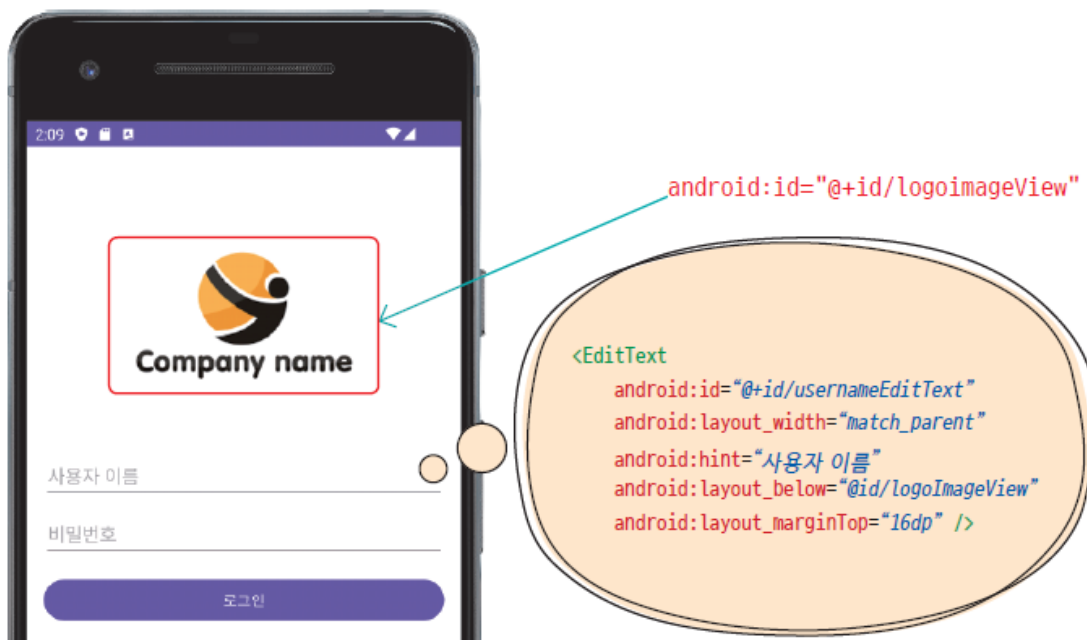 2:09
android:id="@+id/logoimageView"
Company name
사용자 이름
비밀번호
로그인
<EditText
android:id=“@+id/usernameEditText”
android:layout_width=“match_parent”
android:hint=“사용자 이름”
android:layout_below=“@id/logoImageView”
android:layout_marginTop=“16dp” />